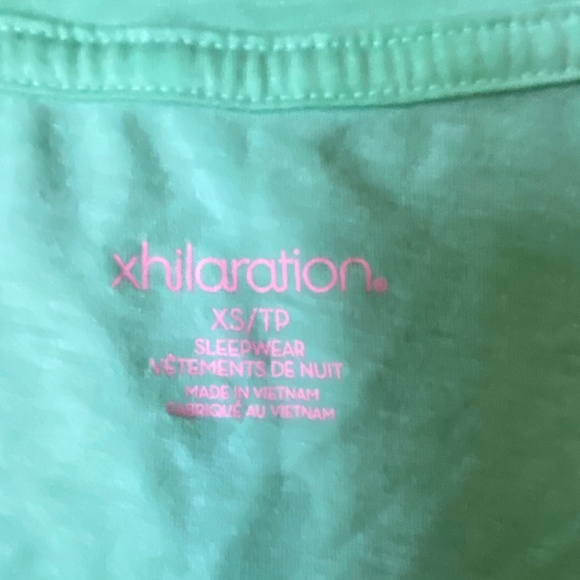 xhilaration®
XS/TP
SLEEPWEAR
VÊTEMENTS DE NUIT
MADE IN VIETNAM
FABRIQUÉ AU VIETNAM